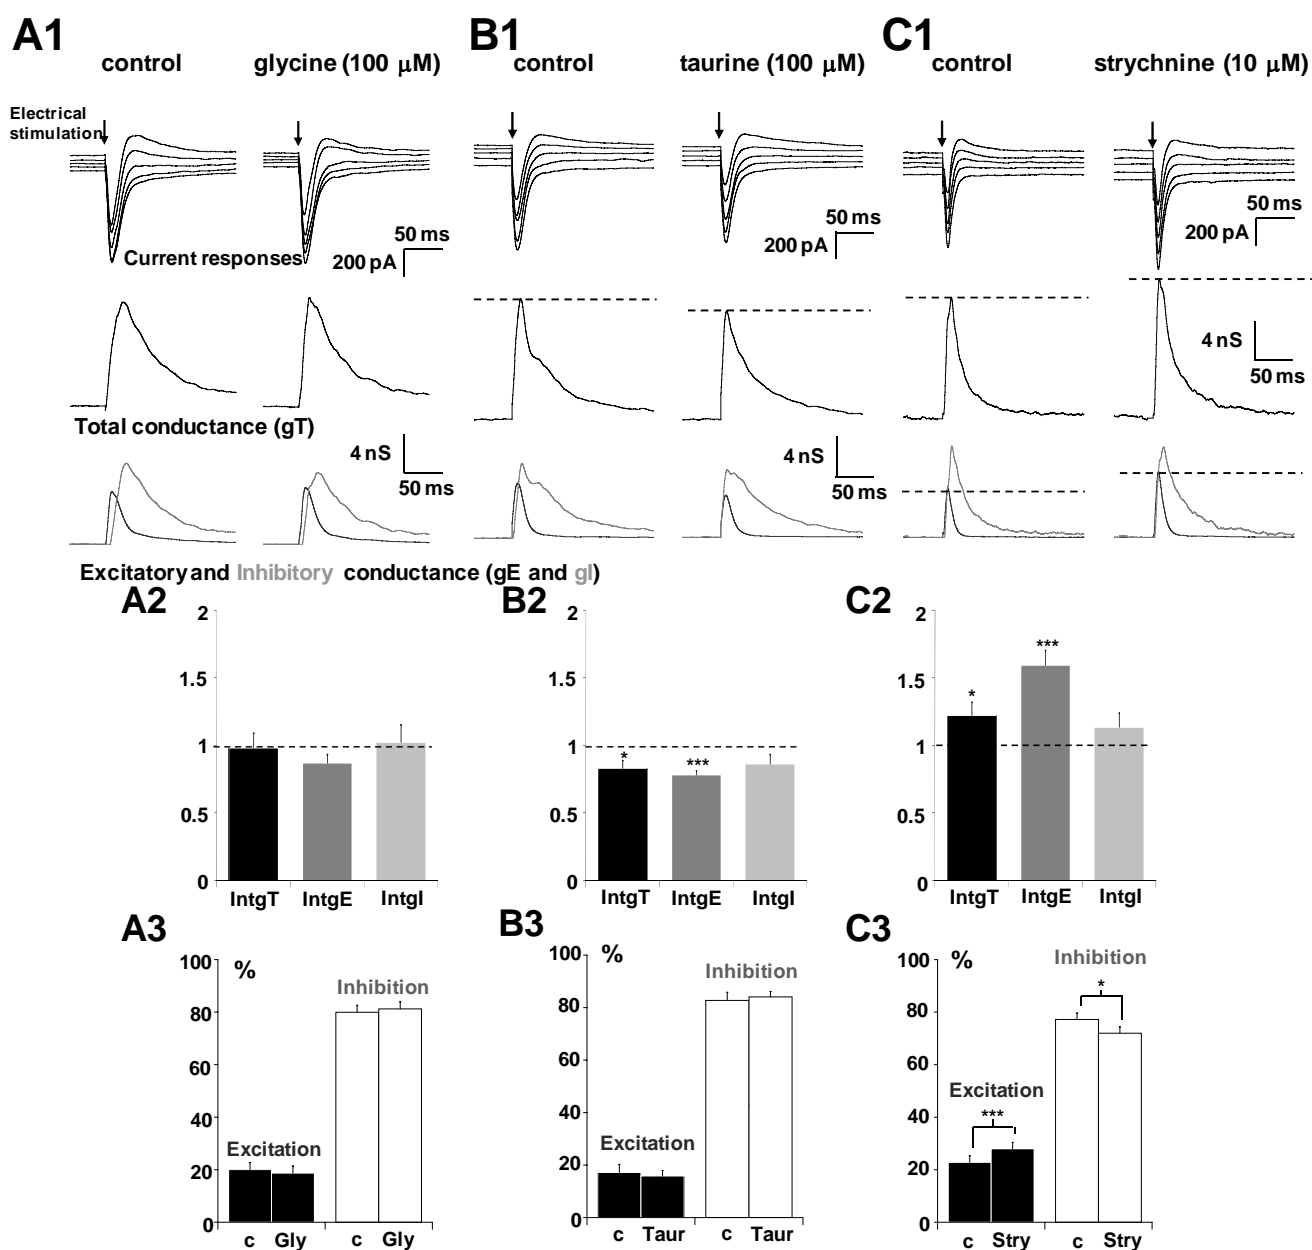 A1
B1
C1
control
glycine (100 μM)
control
taurine (100 μM)
control
strychnine (10 μM)
Electrical
stimulation
50 ms
200 pA
Current responses
50 ms
200 pA
50 ms
200 pA
4 nS
50 ms
Total conductance (gT)
4 nS
50 ms
4 nS
50 ms
Excitatory and Inhibitory conductance (gE and gI)
A2
B2
C2
2
1.5
1
0.5
0
IntgT IntgE IntgI
2
1.5
1
0.5
0
*
***
IntgT IntgE IntgI
2
1.5
1
0.5
0
*
***
IntgT IntgE IntgI
A3
B3
C3
100
80
60
40
20
0
%
Inhibition
Excitation
c Gly c Gly
100
80
60
40
20
0
%
Inhibition
Excitation
c Taur c Taur
100
80
60
40
20
0
%
Inhibition
*
Excitation
***
c Stry c Stry